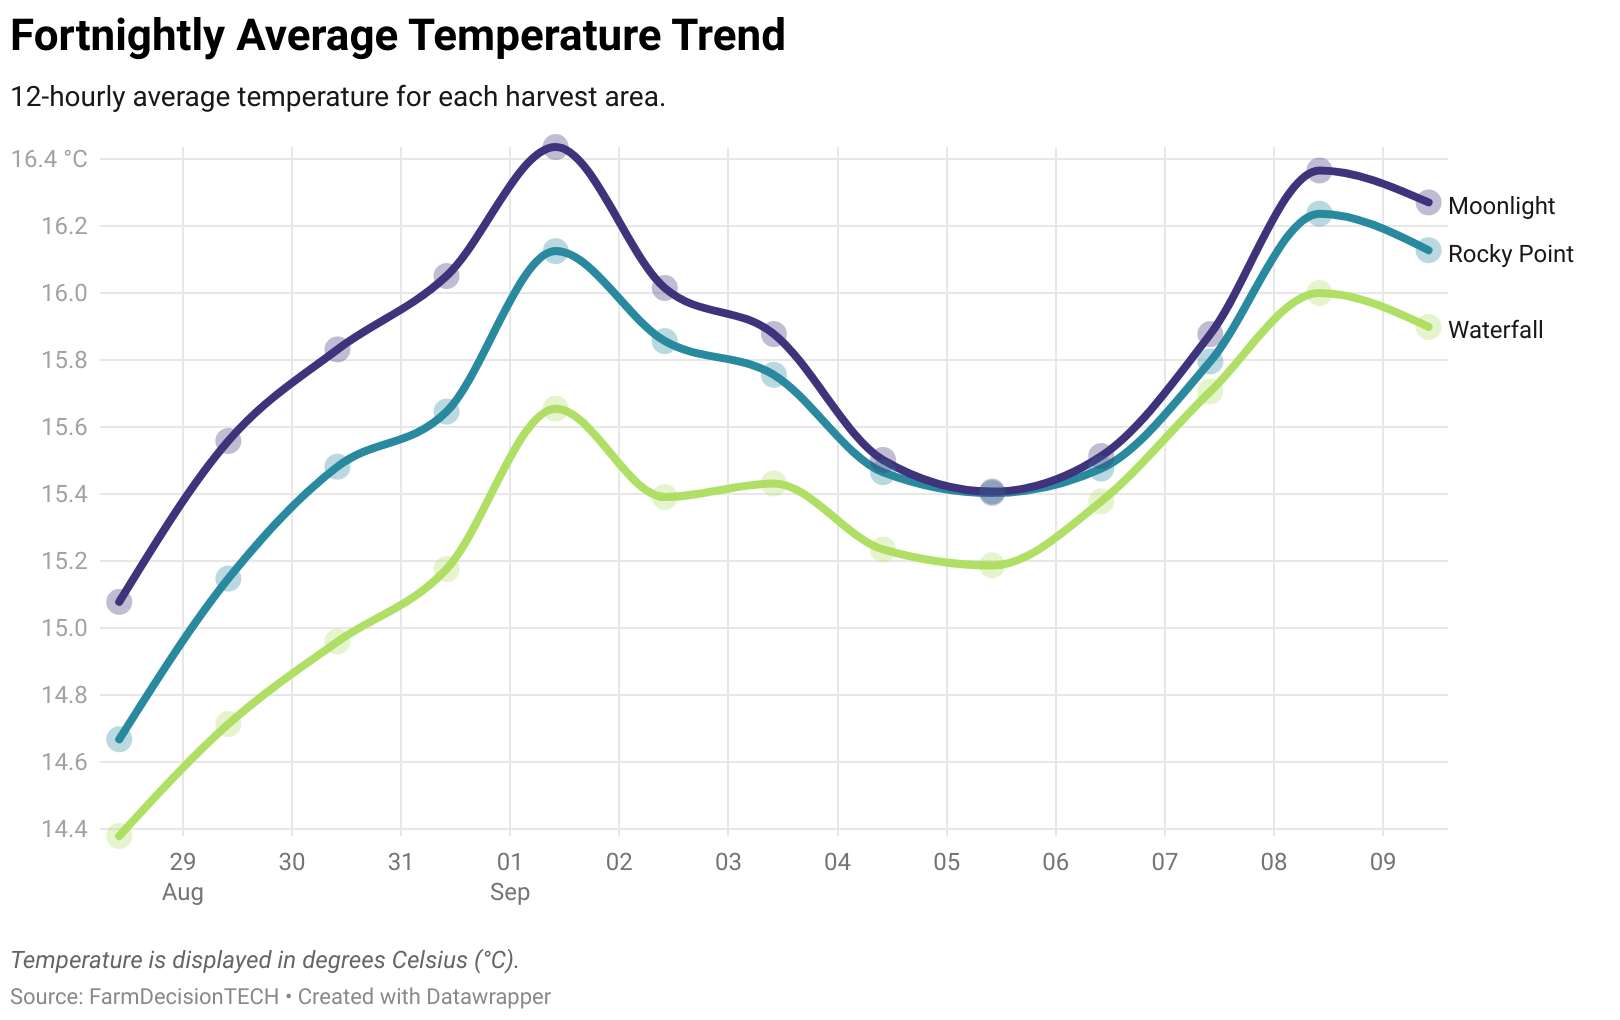 Fortnightly Average Temperature Trend
12-hourly average temperature for each harvest area.
16.4 °C
16.2
16.0
15.8
15.6
15.4
15.2
15.0
14.8
14.6
14.4
Moonlight
Rocky Point
Waterfall
29 30 31 01 02 03 04 05 06 07 08 09
Aug Sep
Temperature is displayed in degrees Celsius (°C).
Source: FarmDecisionTECH • Created with Datawrapper